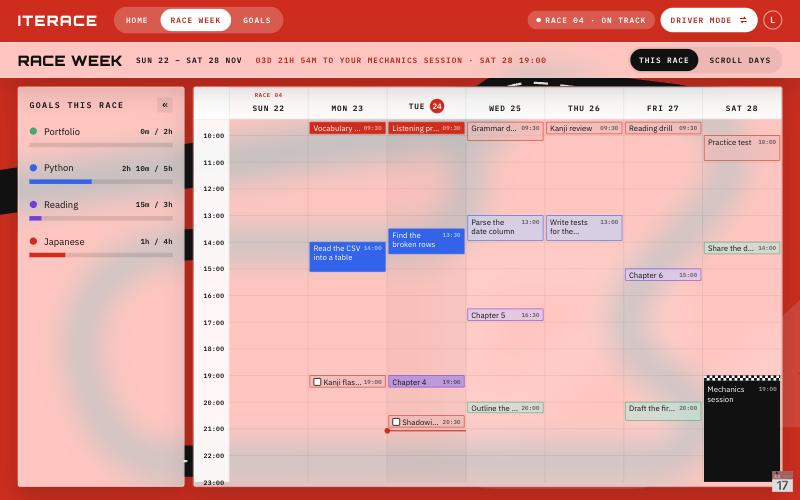 ITERACE
HOME
RACE WEEK
GOALS
RACE 04 · ON TRACK
DRIVER MODE
L
RACE WEEK
SUN 22 – SAT 28 NOV
03D 21H 54M TO YOUR MECHANICS SESSION · SAT 28 19:00
THIS RACE
SCROLL DAYS
GOALS THIS RACE «
Portfolio 0m / 2h
Python 2h 10m / 5h
Reading 15m / 3h
Japanese 1h / 4h
RACE 04
SUN 22
MON 23
TUE 24
WED 25
THU 26
FRI 27
SAT 28
10:00
11:00
12:00
13:00
14:00
15:00
16:00
17:00
18:00
19:00
20:00
21:00
23:00
Vocabulary ... 09:30
Read the CSV 14:00
into a table
Kanji flas... 19:00
Listening pr... 09:30
Find the 13:30
broken rows
Chapter 4 19:00
Shadowi... 20:30
Grammar d... 09:30
Parse the 13:00
date column
Chapter 5 16:30
Outline the ... 20:00
Kanji review 09:30
Write tests 13:00
for the...
Reading drill 09:30
Chapter 6 15:00
Draft the fir... 20:00
Practice test 10:00
Share the d... 14:00
Mechanics 19:00
session
17